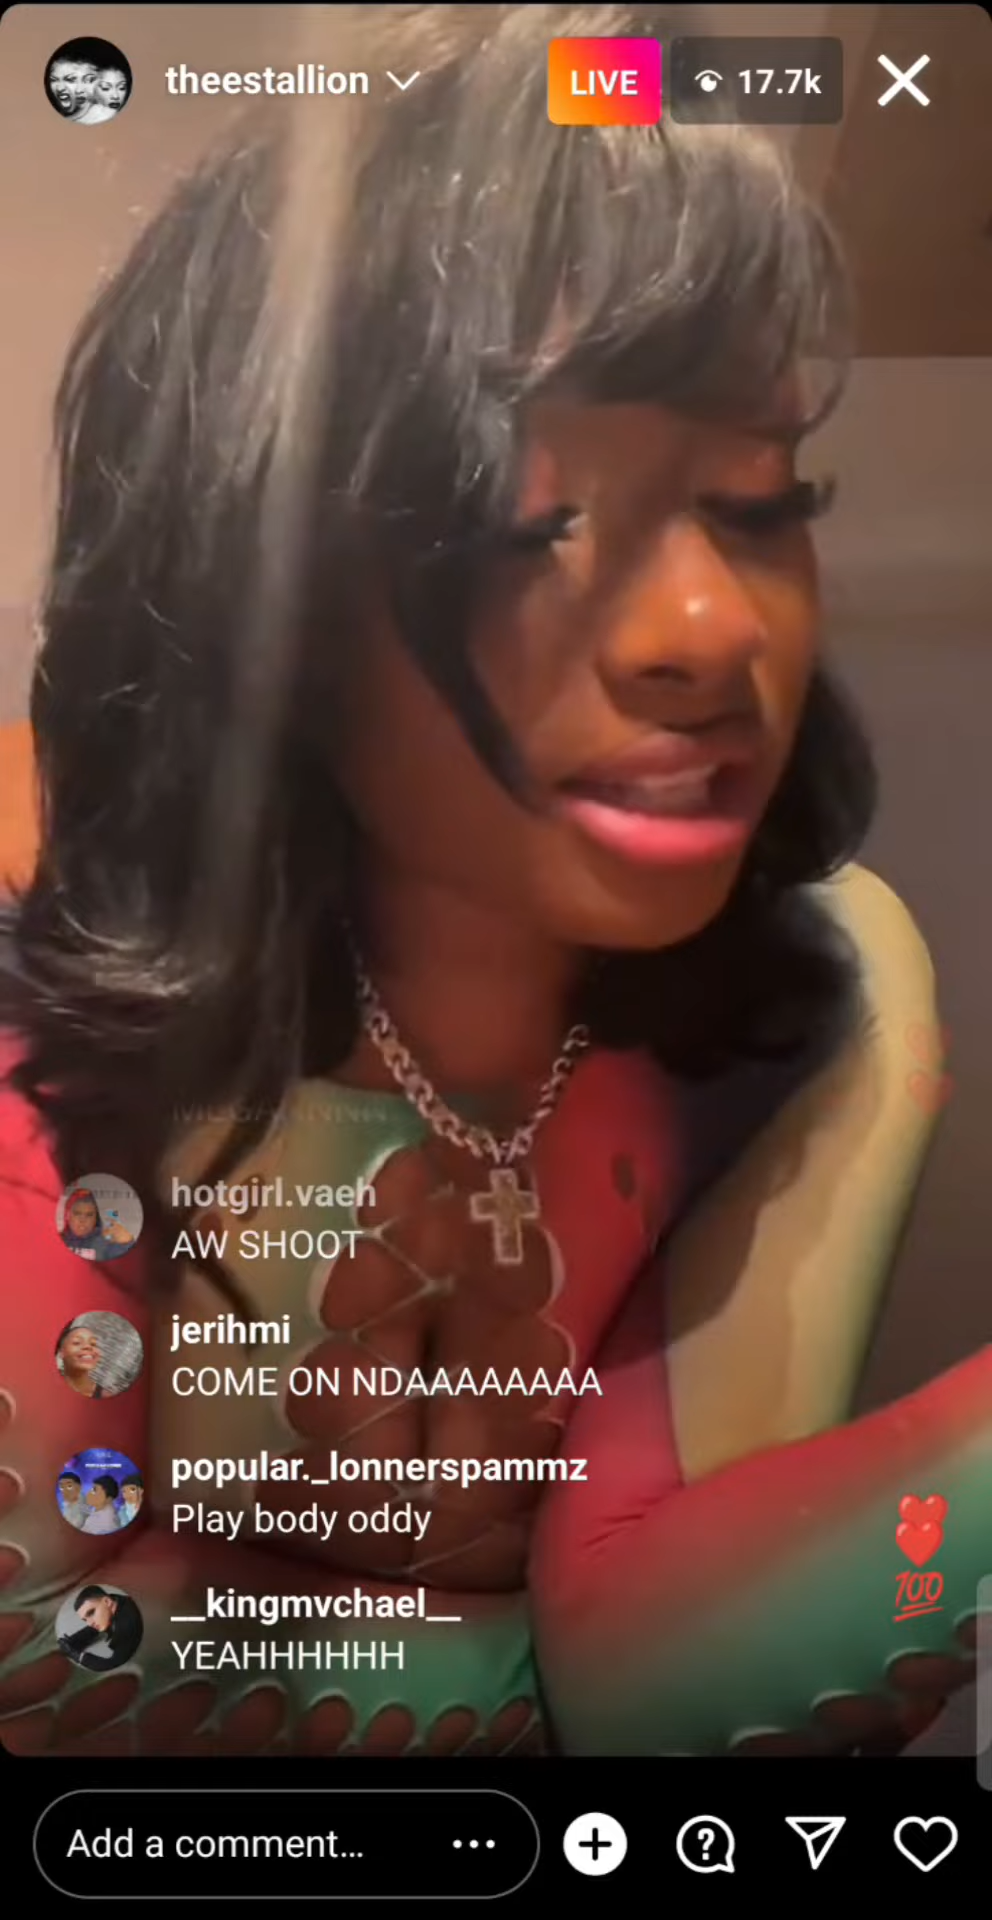 theestallion
LIVE
17.7k
hotgirl.vaeh
AW SHOOT
jerihmi
COME ON NDAAAAAAAA
popular._lonnerspammz
Play body oddy
__kingmvchael__
YEAHHHHHH
100
Add a comment...